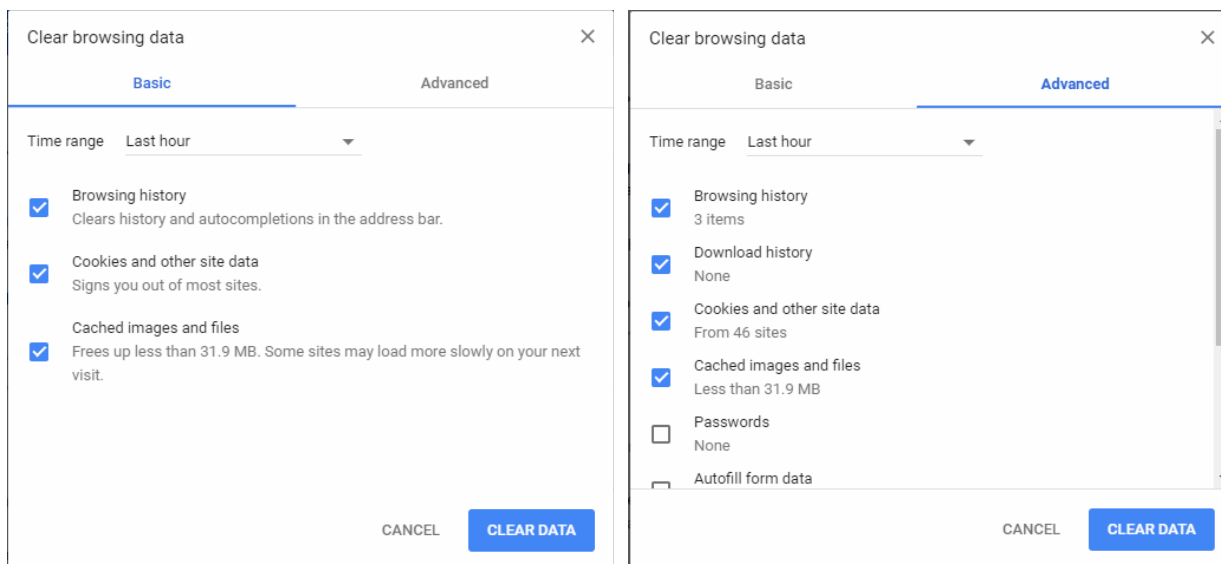 Clear browsing data
Basic
Advanced
Time range Last hour
Browsing history
Clears history and autocompletions in the address bar.
Cookies and other site data
Signs you out of most sites.
Cached images and files
Frees up less than 31.9 MB. Some sites may load more slowly on your next
visit.
CANCEL
CLEAR DATA
Clear browsing data
Basic
Advanced
Time range Last hour
Browsing history
3 items
Download history
None
Cookies and other site data
From 46 sites
Cached images and files
Less than 31.9 MB
Passwords
None
Autofill form data
CANCEL
CLEAR DATA